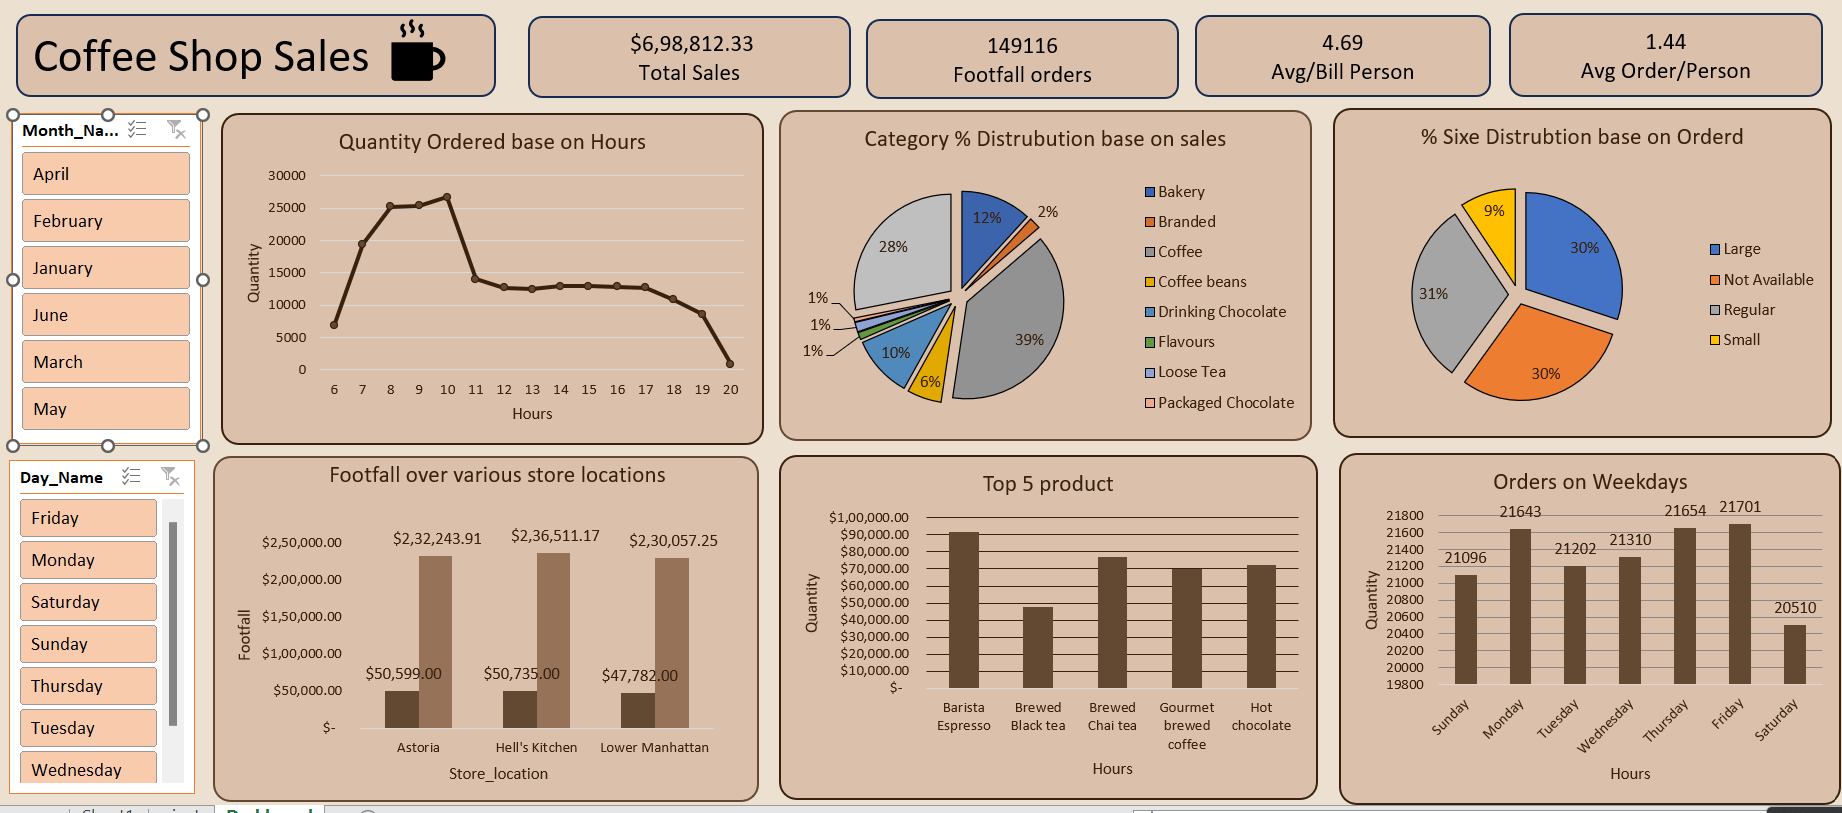 Coffee Shop Sales
$6,98,812.33
Total Sales
149116
Footfall orders
4.69
Avg/Bill Person
1.44
Avg Order/Person
Month_Na...
April
February
January
June
March
May
Quantity Ordered base on Hours
30000
25000
20000
15000
10000
5000
0
Quantity
6 7 8 9 10 11 12 13 14 15 16 17 18 19 20
Hours
Category % Distrubution base on sales
12%
2%
39%
6%
10%
1%
1%
1%
28%
Bakery
Branded
Coffee
Coffee beans
Drinking Chocolate
Flavours
Loose Tea
Packaged Chocolate
% Sixe Distrubtion base on Orderd
30%
30%
31%
9%
Large
Not Available
Regular
Small
Day_Name
Friday
Monday
Saturday
Sunday
Thursday
Tuesday
Wednesday
Footfall over various store locations
$2,50,000.00
$2,00,000.00
$1,50,000.00
$1,00,000.00
$50,000.00
$-
Footfall
$2,32,243.91
$2,36,511.17
$2,30,057.25
$50,599.00
$50,735.00
$47,782.00
Astoria
Hell's Kitchen
Lower Manhattan
Store_location
Top 5 product
$1,00,000.00
$90,000.00
$80,000.00
$70,000.00
$60,000.00
$50,000.00
$40,000.00
$30,000.00
$20,000.00
$10,000.00
$-
Quantity
Barista
Espresso
Brewed
Black tea
Brewed
Chai tea
Gourmet
brewed
coffee
Hot
chocolate
Hours
Orders on Weekdays
21800
21600
21400
21200
21000
20800
20600
20400
20200
20000
19800
Quantity
21096
21643
21202
21310
21654
21701
20510
Sunday
Monday
Tuesday
Wednesday
Thursday
Friday
Saturday
Hours